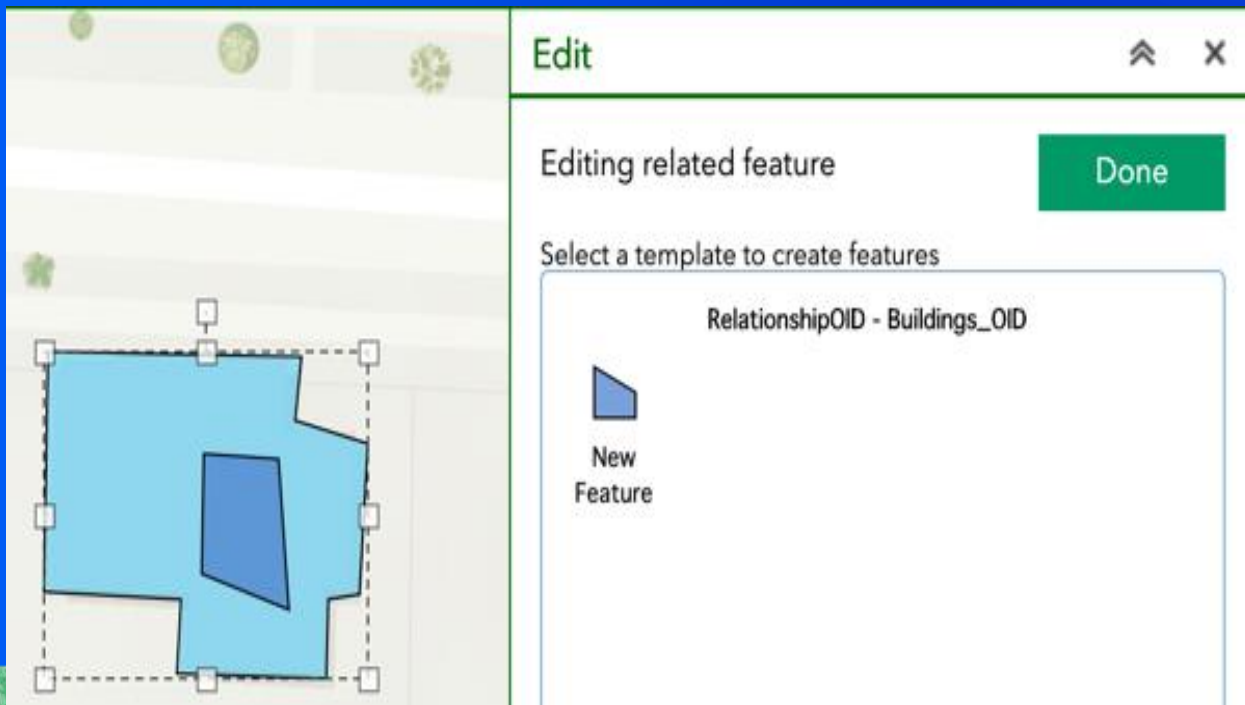 Edit
Editing related feature
Done
Select a template to create features
RelationshipOID - Buildings_OID
New
Feature